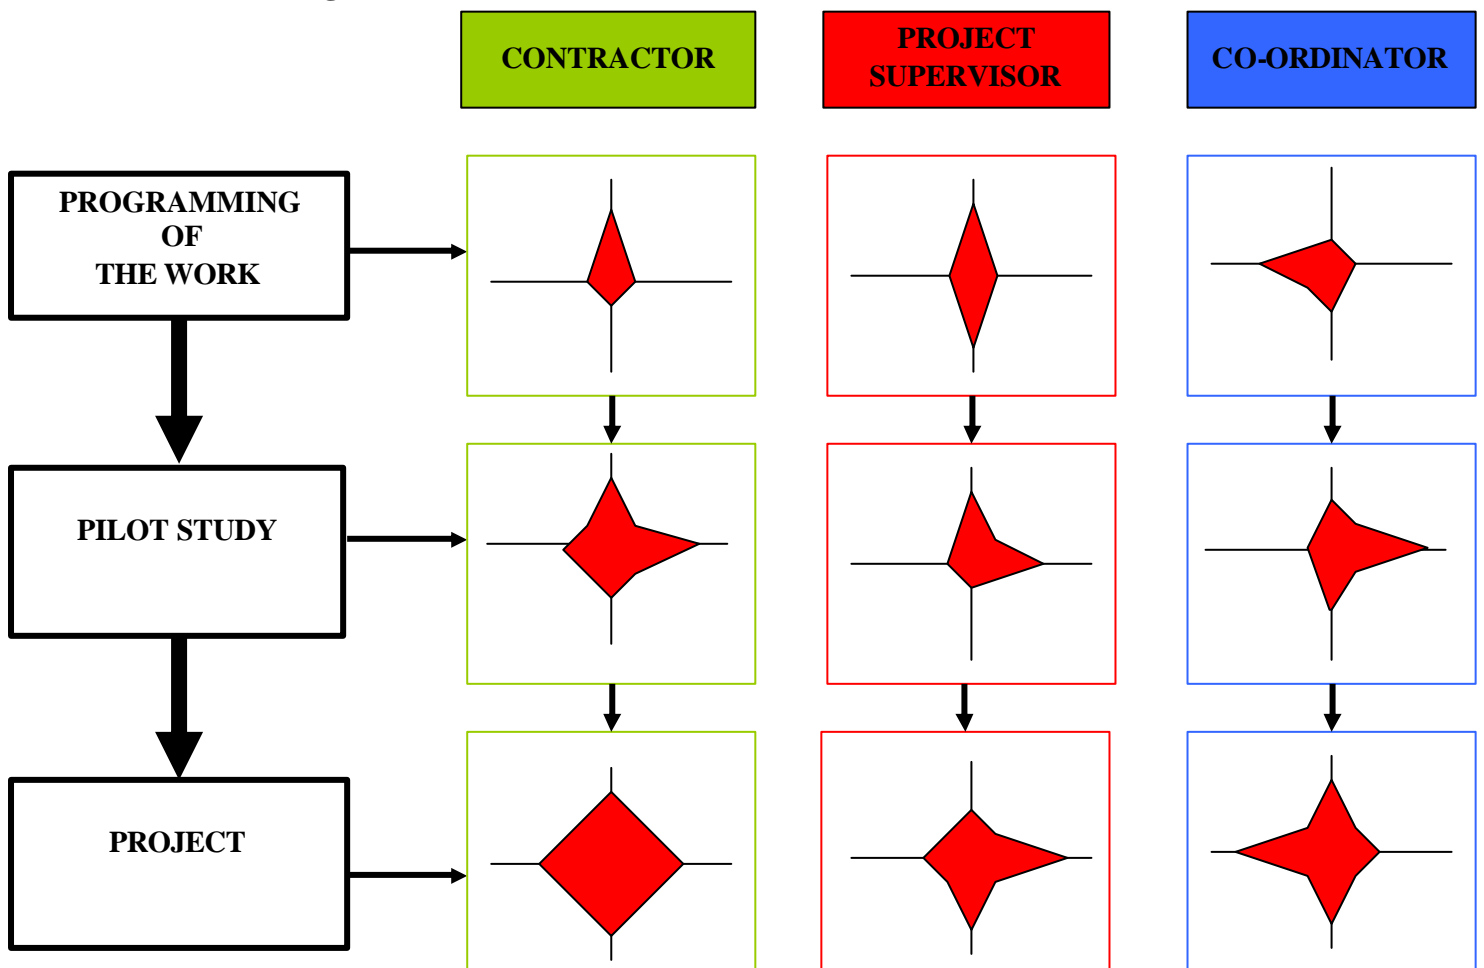 CONTRACTOR
PROJECT
SUPERVISOR
CO-ORDINATOR
PROGRAMMING
OF
THE WORK
PILOT STUDY
PROJECT